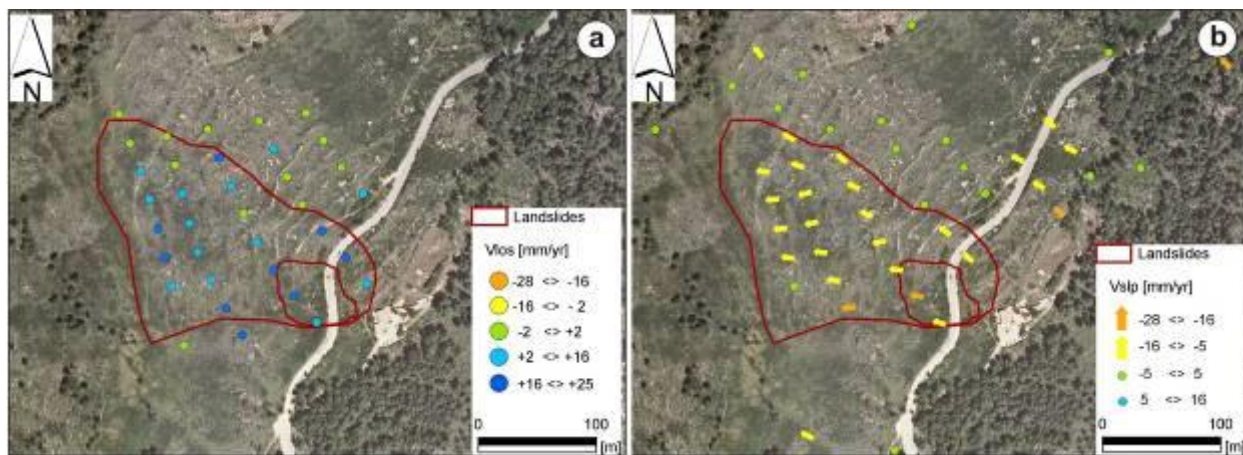 a
N
Landslides
Vlos [mm/yr]
-28 <> -16
-16 <> -2
-2 <> +2
+2 <> +16
+16 <> +25
0 100
[m]
b
N
Landslides
Vslp [mm/yr]
-28 <> -16
-16 <> -5
-5 <> 5
5 <> 16
0 100
[m]